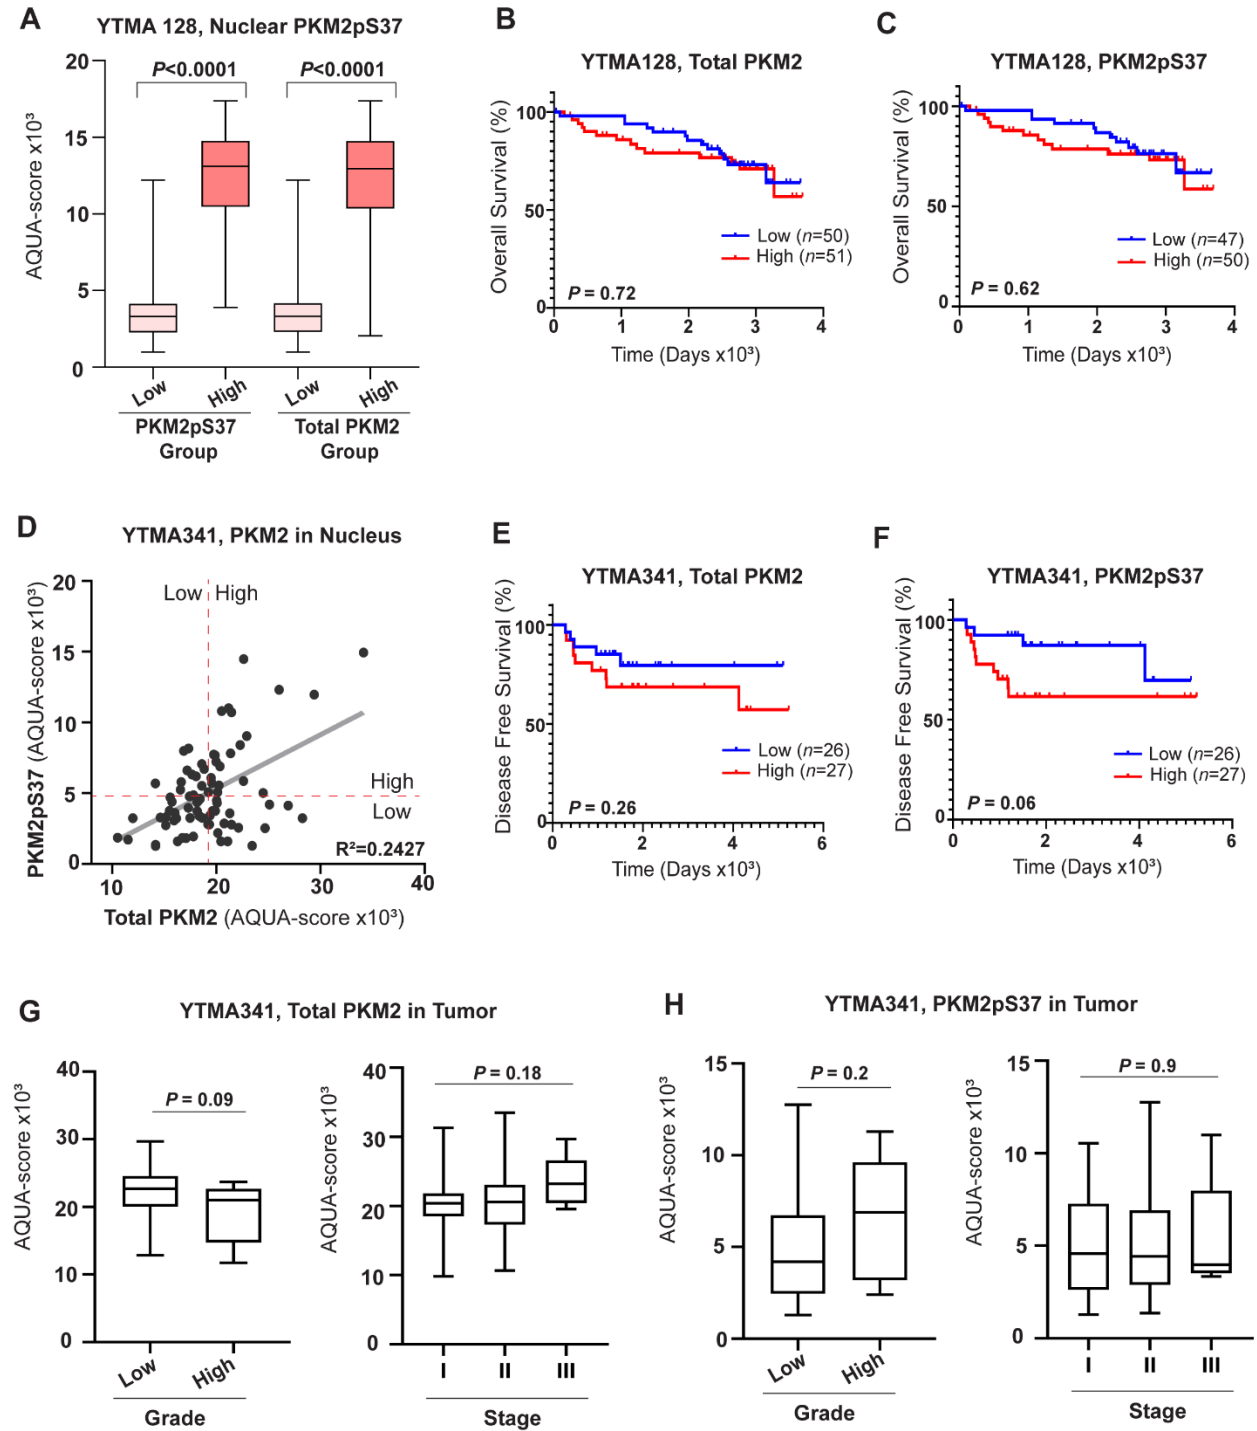 A
YTMA 128, Nuclear PKM2pS37
AQUA-score x10³
20
15
10
5
0
P<0.0001
P<0.0001
Low
High
Low
High
PKM2pS37
Group
Total PKM2
Group
B
YTMA128, Total PKM2
Overall Survival (%)
100
50
0
Low (n=50)
High (n=51)
P = 0.72
0 1 2 3 4
Time (Days x10³)
C
YTMA128, PKM2pS37
Overall Survival (%)
100
50
0
Low (n=47)
High (n=50)
P = 0.62
0 1 2 3 4
Time (Days x10³)
D
YTMA341, PKM2 in Nucleus
PKM2pS37 (AQUA-score x10³)
20
15
10
5
0
Low High
High
Low
R²=0.2427
10 20 30 40
Total PKM2 (AQUA-score x10³)
E
YTMA341, Total PKM2
Disease Free Survival (%)
100
50
0
Low (n=26)
High (n=27)
P = 0.26
0 2 4 6
Time (Days x10³)
F
YTMA341, PKM2pS37
Disease Free Survival (%)
100
50
0
Low (n=26)
High (n=27)
P = 0.06
0 2 4 6
Time (Days x10³)
G
YTMA341, Total PKM2 in Tumor
AQUA-score x10³
40
30
20
10
0
P = 0.09
Low
High
Grade
AQUA-score x10³
40
30
20
10
0
P = 0.18
I II III
Stage
H
YTMA341, PKM2pS37 in Tumor
AQUA-score x10³
15
10
5
0
P = 0.2
Low
High
Grade
AQUA-score x10³
15
10
5
0
P = 0.9
I II III
Stage